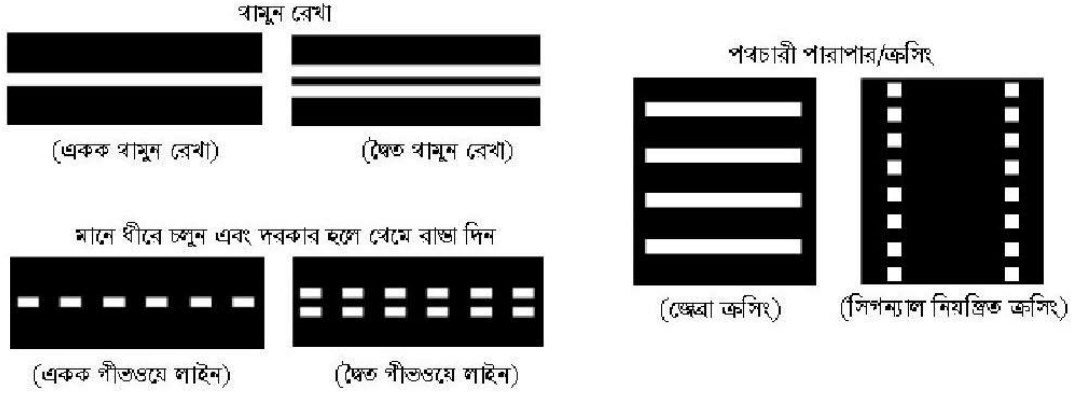 থামুন রেখা
(একক থামুন রেখা) (দ্বৈত থামুন রেখা)
মানে ধীরে চলুন এবং দরকার হলে থেমে রাস্তা দিন
(একক গীভওয়ে লাইন) (দ্বৈত গীভওয়ে লাইন)
পথচারী পারাপার/ক্রসিং
(জেব্রা ক্রসিং) (সিগন্যাল নিয়ন্ত্রিত ক্রসিং)